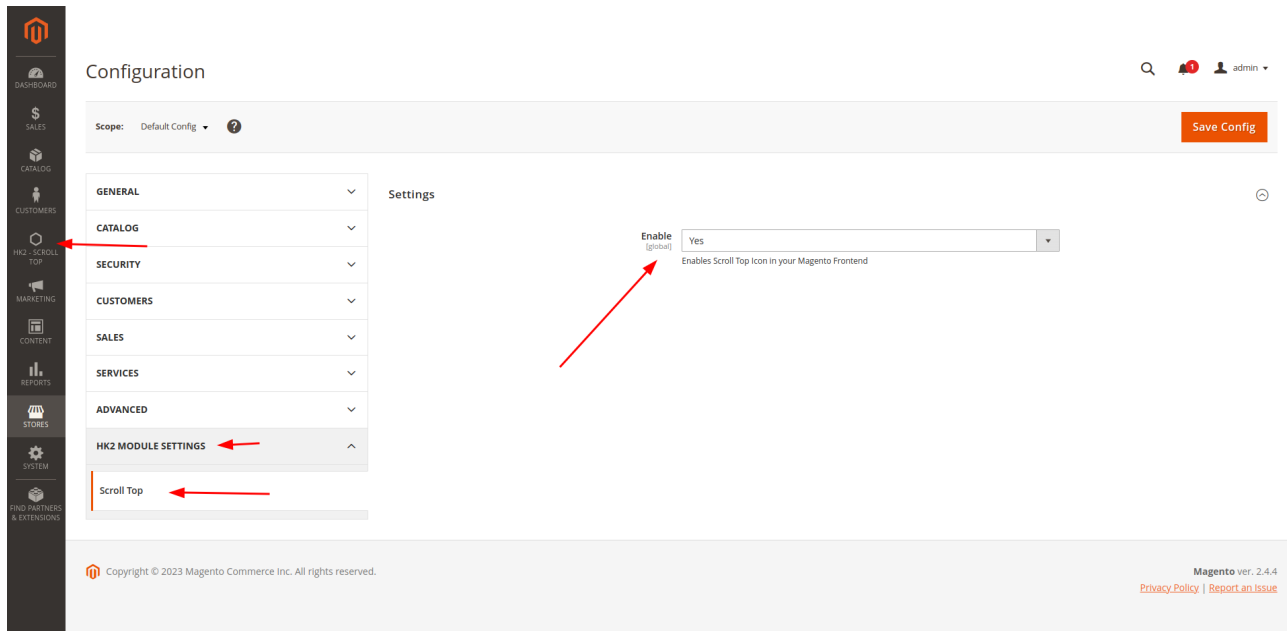 DASHBOARD
SALES
CATALOG
CUSTOMERS
HK2 - SCROLL
TOP
MARKETING
CONTENT
REPORTS
STORES
SYSTEM
FIND PARTNERS
& EXTENSIONS
Configuration
1
admin
Scope: Default Config ?
Save Config
GENERAL
CATALOG
SECURITY
CUSTOMERS
SALES
SERVICES
ADVANCED
HK2 MODULE SETTINGS
Scroll Top
Settings
Enable
[global]
Yes
Enables Scroll Top Icon in your Magento Frontend
Copyright © 2023 Magento Commerce Inc. All rights reserved.
Magento ver. 2.4.4
Privacy Policy | Report an Issue